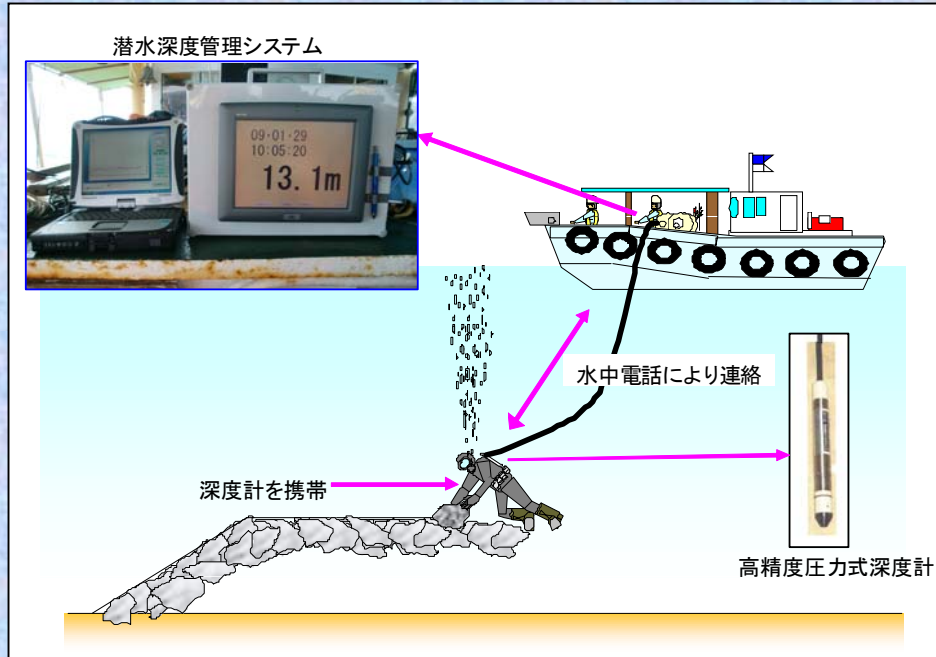 潜水深度管理システム
09・01・29
10:05:20
13.1m
水中電話により連絡
深度計を携帯
高精度圧力式深度計